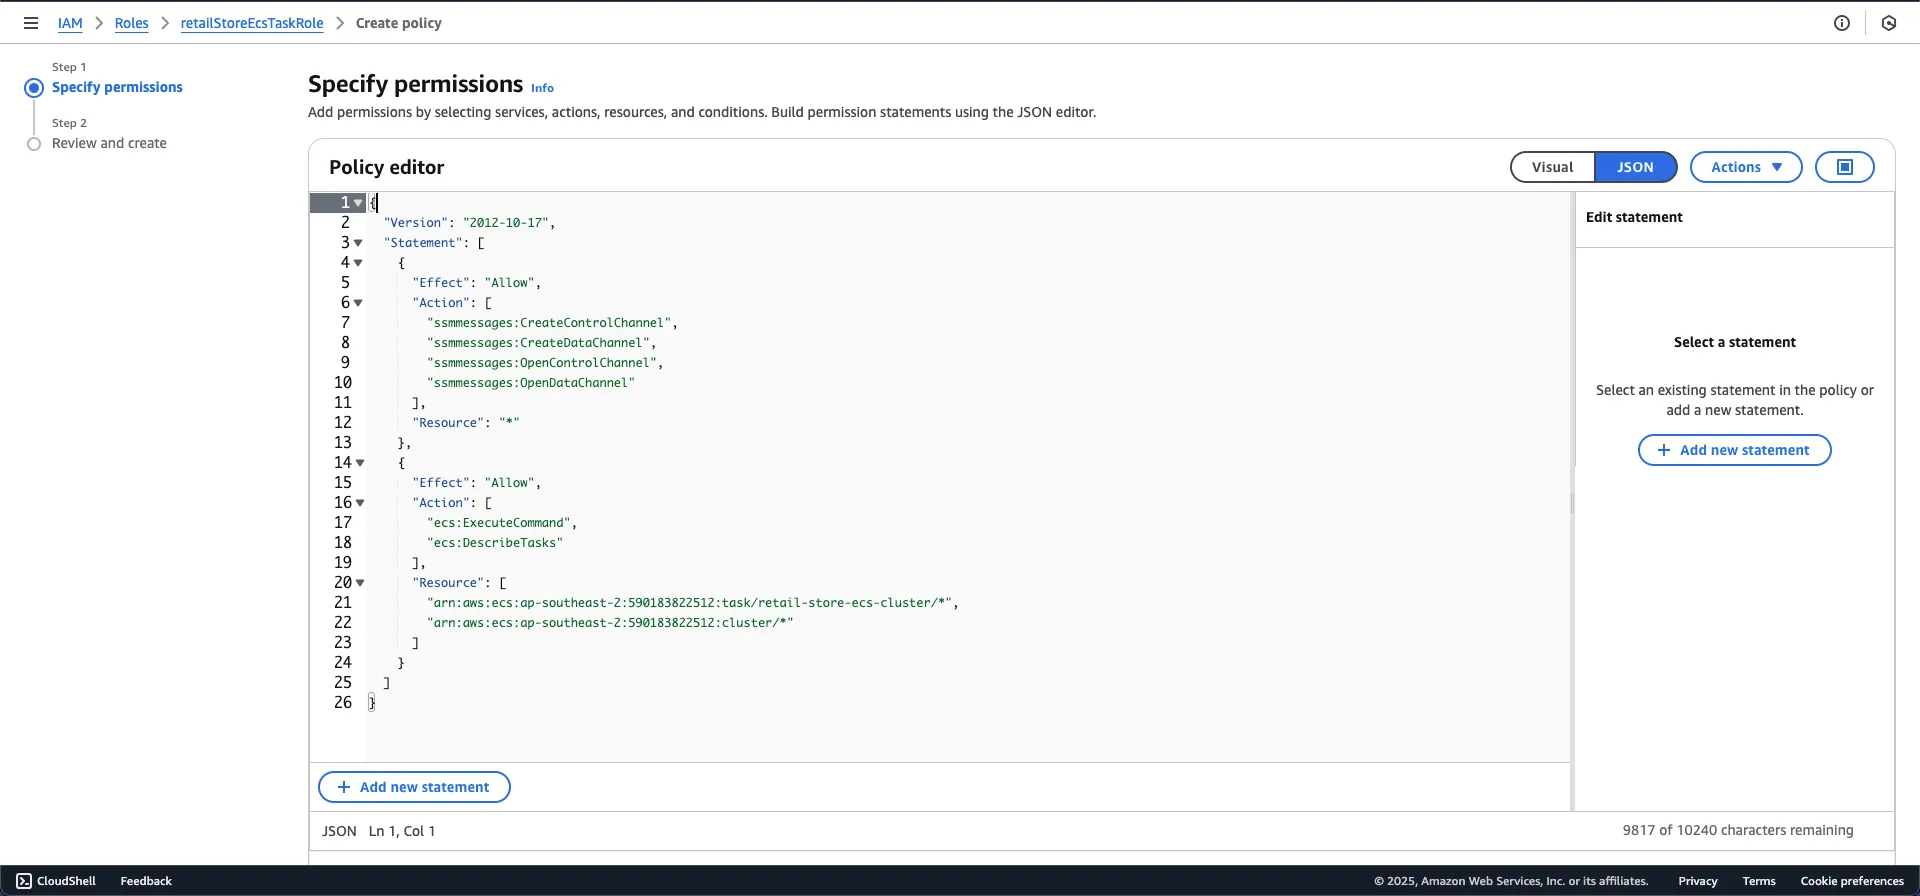 IAM > Roles > retailStoreEcsTaskRole > Create policy
Step 1
Specify permissions
Step 2
Review and create
Specify permissions Info
Add permissions by selecting services, actions, resources, and conditions. Build permission statements using the JSON editor.
Policy editor
Visual JSON Actions
1 {
2 "Version": "2012-10-17",
3 "Statement": [
4 {
5 "Effect": "Allow",
6 "Action": [
7 "ssmmessages:CreateControlChannel",
8 "ssmmessages:CreateDataChannel",
9 "ssmmessages:OpenControlChannel",
10 "ssmmessages:OpenDataChannel"
11 ],
12 "Resource": "*"
13 },
14 {
15 "Effect": "Allow",
16 "Action": [
17 "ecs:ExecuteCommand",
18 "ecs:DescribeTasks"
19 ],
20 "Resource": [
21 "arn:aws:ecs:ap-southeast-2:590183822512:task/retail-store-ecs-cluster/*",
22 "arn:aws:ecs:ap-southeast-2:590183822512:cluster/*"
23 ]
24 }
25 ]
26 }
Edit statement
Select a statement
Select an existing statement in the policy or
add a new statement.
+ Add new statement
+ Add new statement
JSON Ln 1, Col 1
9817 of 10240 characters remaining
CloudShell Feedback
© 2025, Amazon Web Services, Inc. or its affiliates. Privacy Terms Cookie preferences